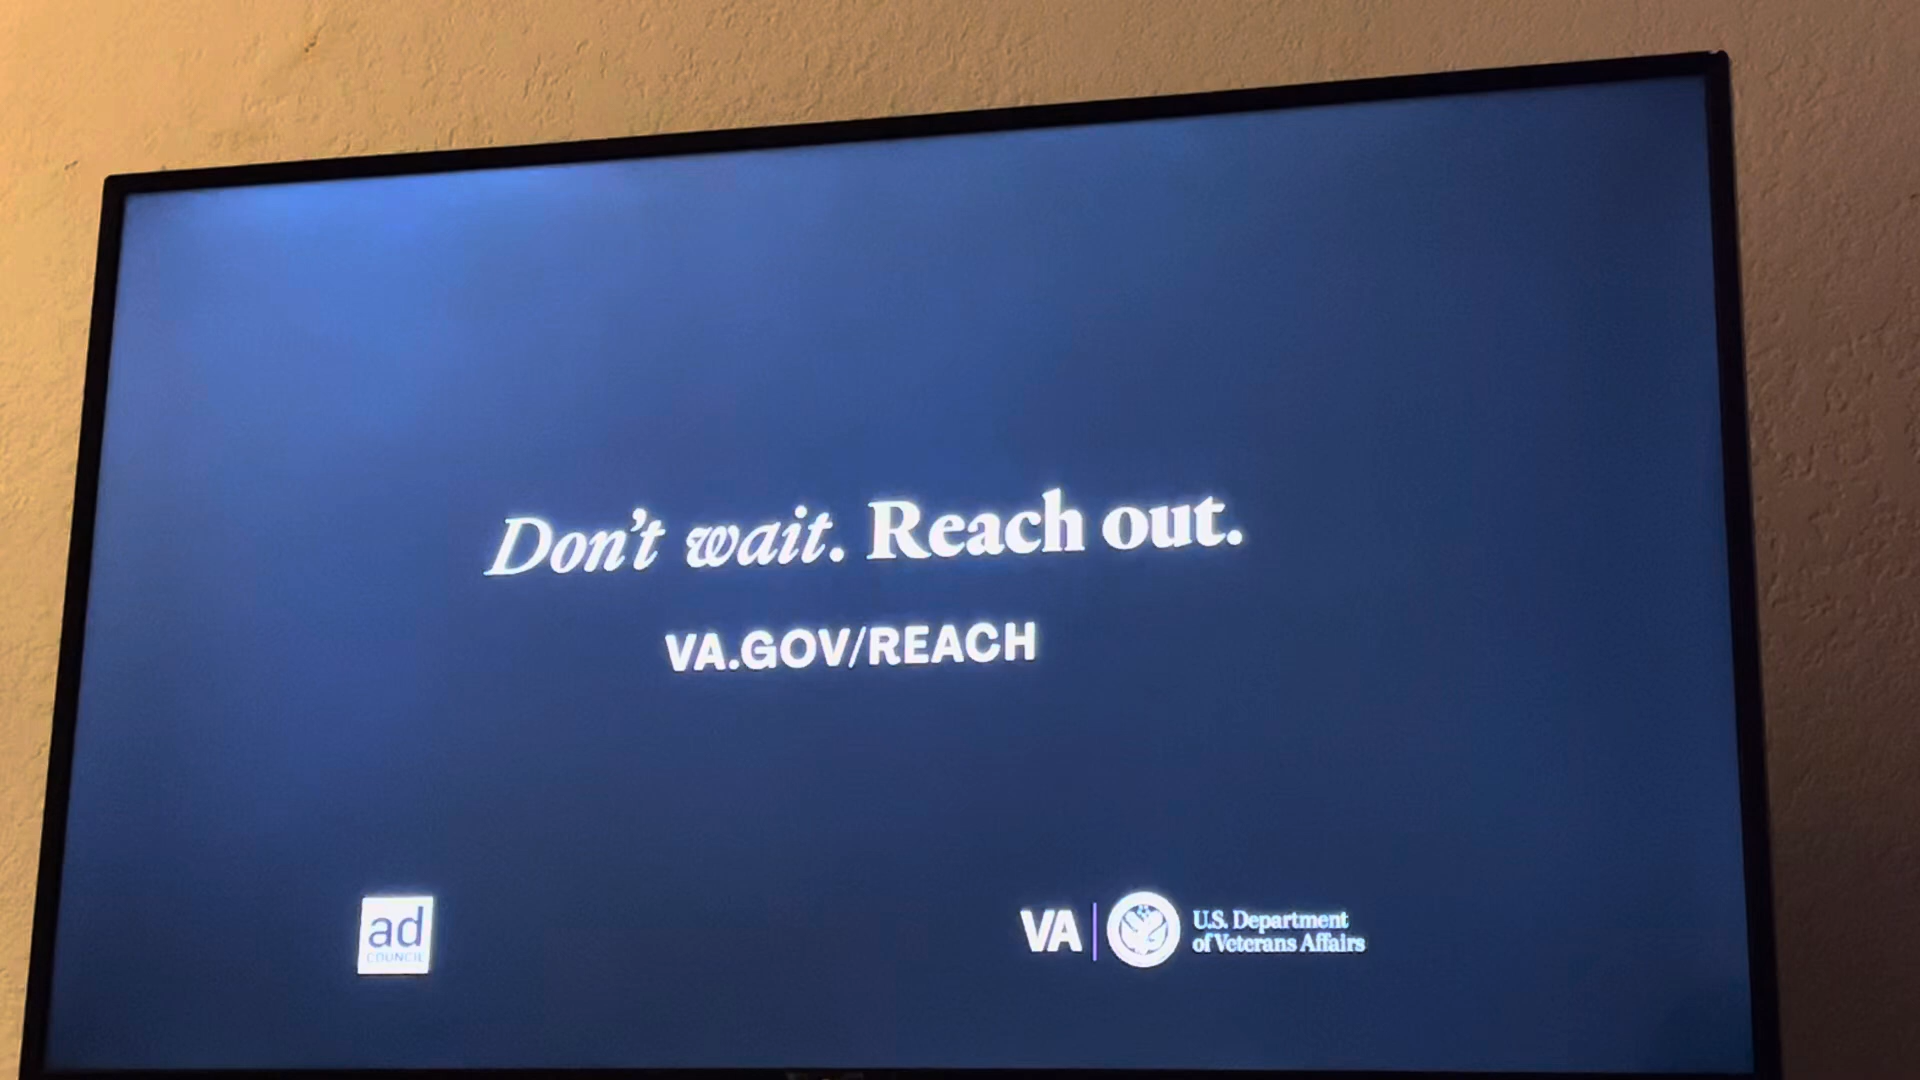 Don't wait. Reach out.
VA.GOV/REACH
ad
COUNCIL
VA
U.S. Department
of Veterans Affairs